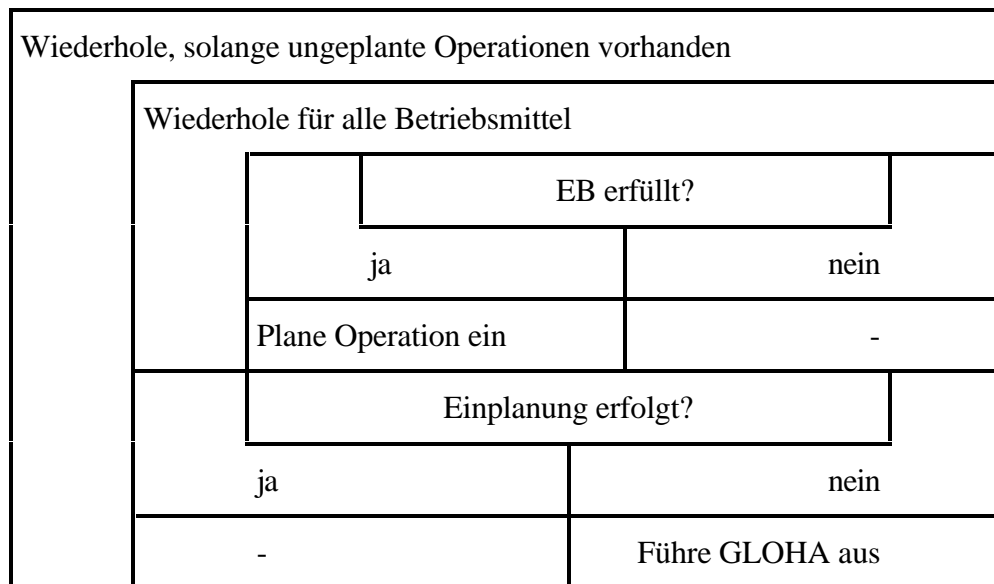 Wiederhole, solange ungeplante Operationen vorhanden
Wiederhole für alle Betriebsmittel
EB erfüllt?
ja nein
Plane Operation ein -
Einplanung erfolgt?
ja nein
- Führe GLOHA aus